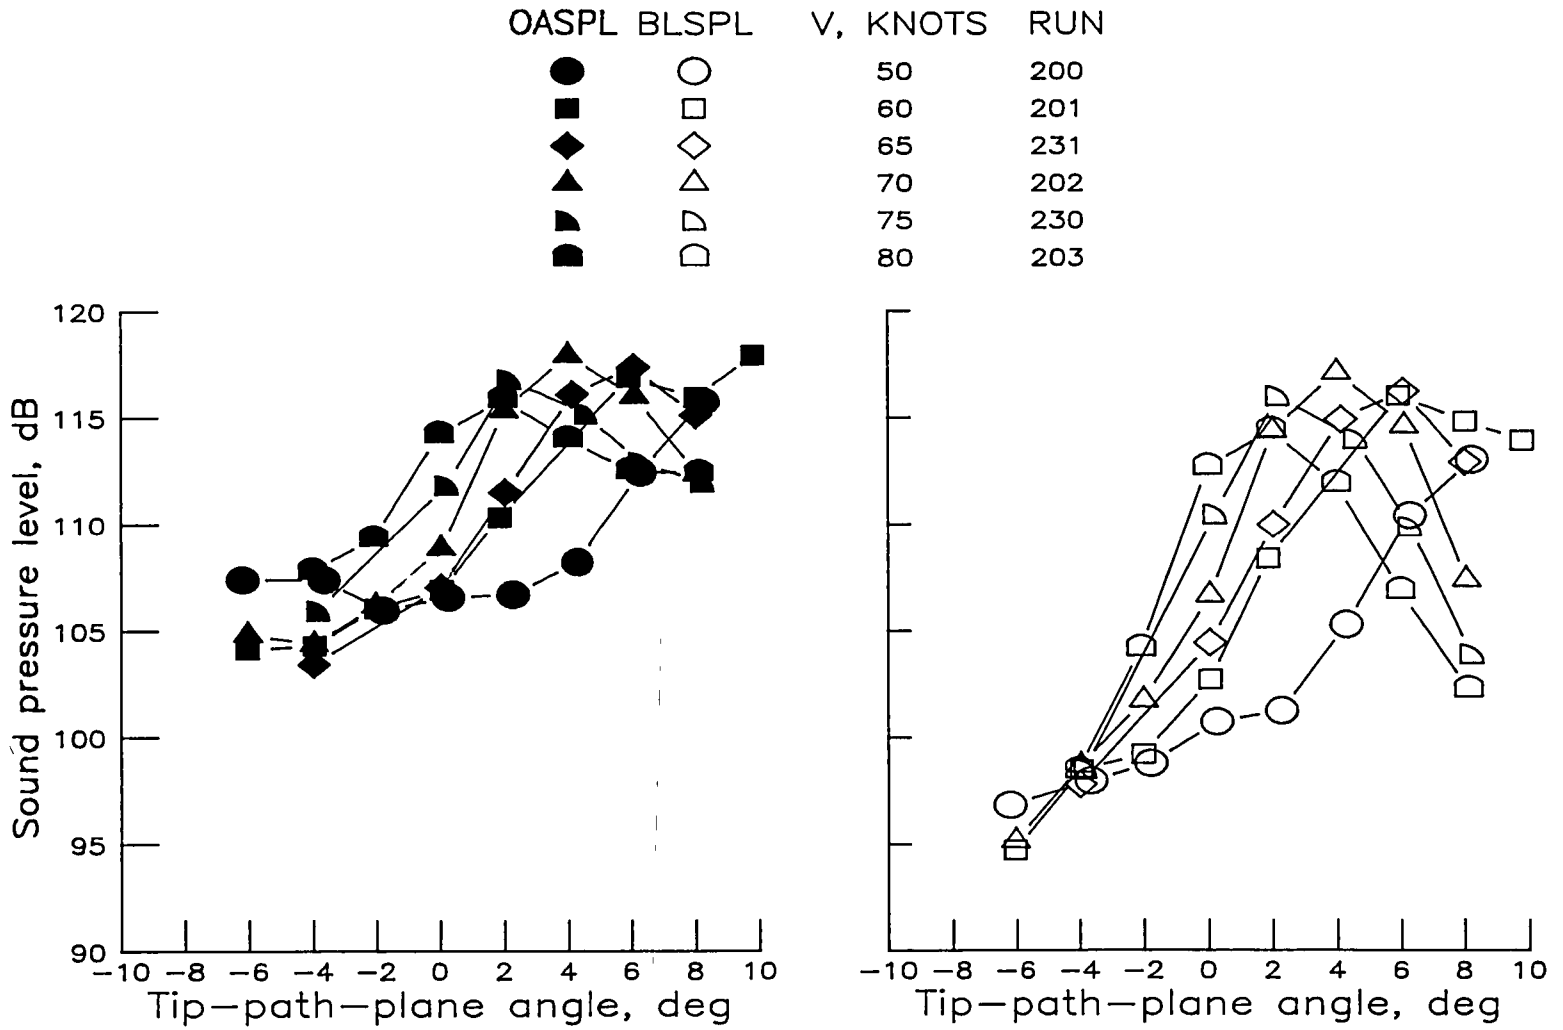 OASPL BLSPL V, KNOTS RUN
50 200
60 201
65 231
70 202
75 230
80 203
Sound pressure level, dB
120
115
110
105
100
95
90
-10 -8 -6 -4 -2 0 2 4 6 8 10
Tip-path-plane angle, deg
-10 -8 -6 -4 -2 0 2 4 6 8 10
Tip-path-plane angle, deg